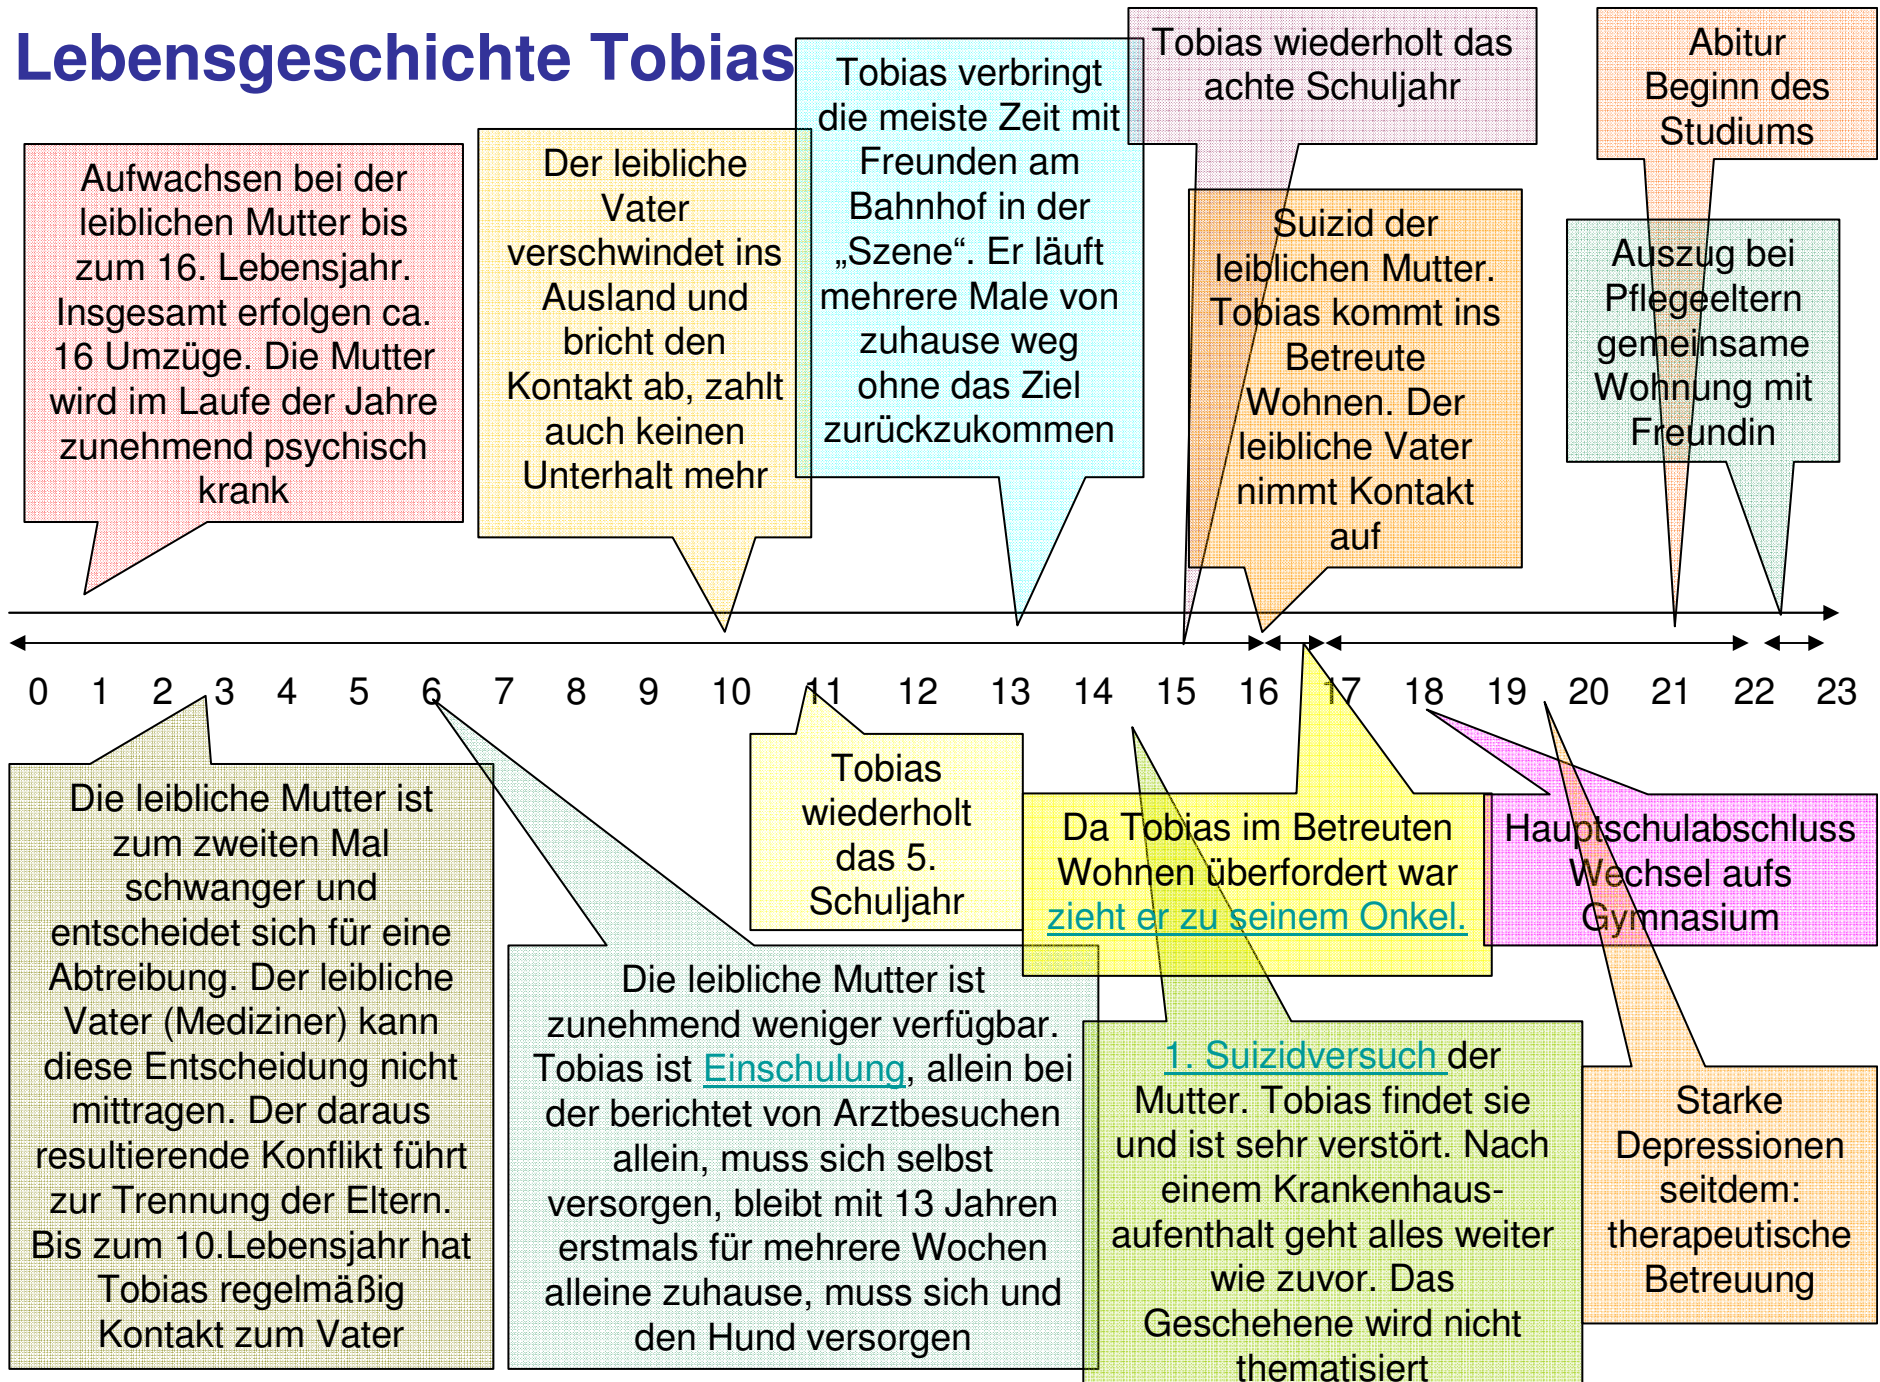 Lebensgeschichte Tobias
Aufwachsen bei der
leiblichen Mutter bis
zum 16. Lebensjahr.
Insgesamt erfolgen ca.
16 Umzüge. Die Mutter
wird im Laufe der Jahre
zunehmend psychisch
krank
Der leibliche
Vater
verschwindet ins
Ausland und
bricht den
Kontakt ab, zahlt
auch keinen
Unterhalt mehr
Tobias verbringt
die meiste Zeit mit
Freunden am
Bahnhof in der
„Szene“. Er läuft
mehrere Male von
zuhause weg
ohne das Ziel
zurückzukommen
Tobias wiederholt das
achte Schuljahr
Suizid der
leiblichen Mutter.
Tobias kommt ins
Betreute
Wohnen. Der
leibliche Vater
nimmt Kontakt
auf
Abitur
Beginn des
Studiums
Auszug bei
Pflegeeltern
gemeinsame
Wohnung mit
Freundin
0 1 2 3 4 5 6 7 8 9 10 11 12 13 14 15 16 17 18 19 20 21 22 23
Die leibliche Mutter ist
zum zweiten Mal
schwanger und
entscheidet sich für eine
Abtreibung. Der leibliche
Vater (Mediziner) kann
diese Entscheidung nicht
mittragen. Der daraus
resultierende Konflikt führt
zur Trennung der Eltern.
Bis zum 10.Lebensjahr hat
Tobias regelmäßig
Kontakt zum Vater
Die leibliche Mutter ist
zunehmend weniger verfügbar.
Tobias ist Einschulung, allein bei
der berichtet von Arztbesuchen
allein, muss sich selbst
versorgen, bleibt mit 13 Jahren
erstmals für mehrere Wochen
alleine zuhause, muss sich und
den Hund versorgen
Tobias
wiederholt
das 5.
Schuljahr
Da Tobias im Betreuten
Wohnen überfordert war
zieht er zu seinem Onkel.
1. Suizidversuch der
Mutter. Tobias findet sie
und ist sehr verstört. Nach
einem Krankenhaus-
aufenthalt geht alles weiter
wie zuvor. Das
Geschehene wird nicht
thematisiert
Hauptschulabschluss
Wechsel aufs
Gymnasium
Starke
Depressionen
seitdem:
therapeutische
Betreuung